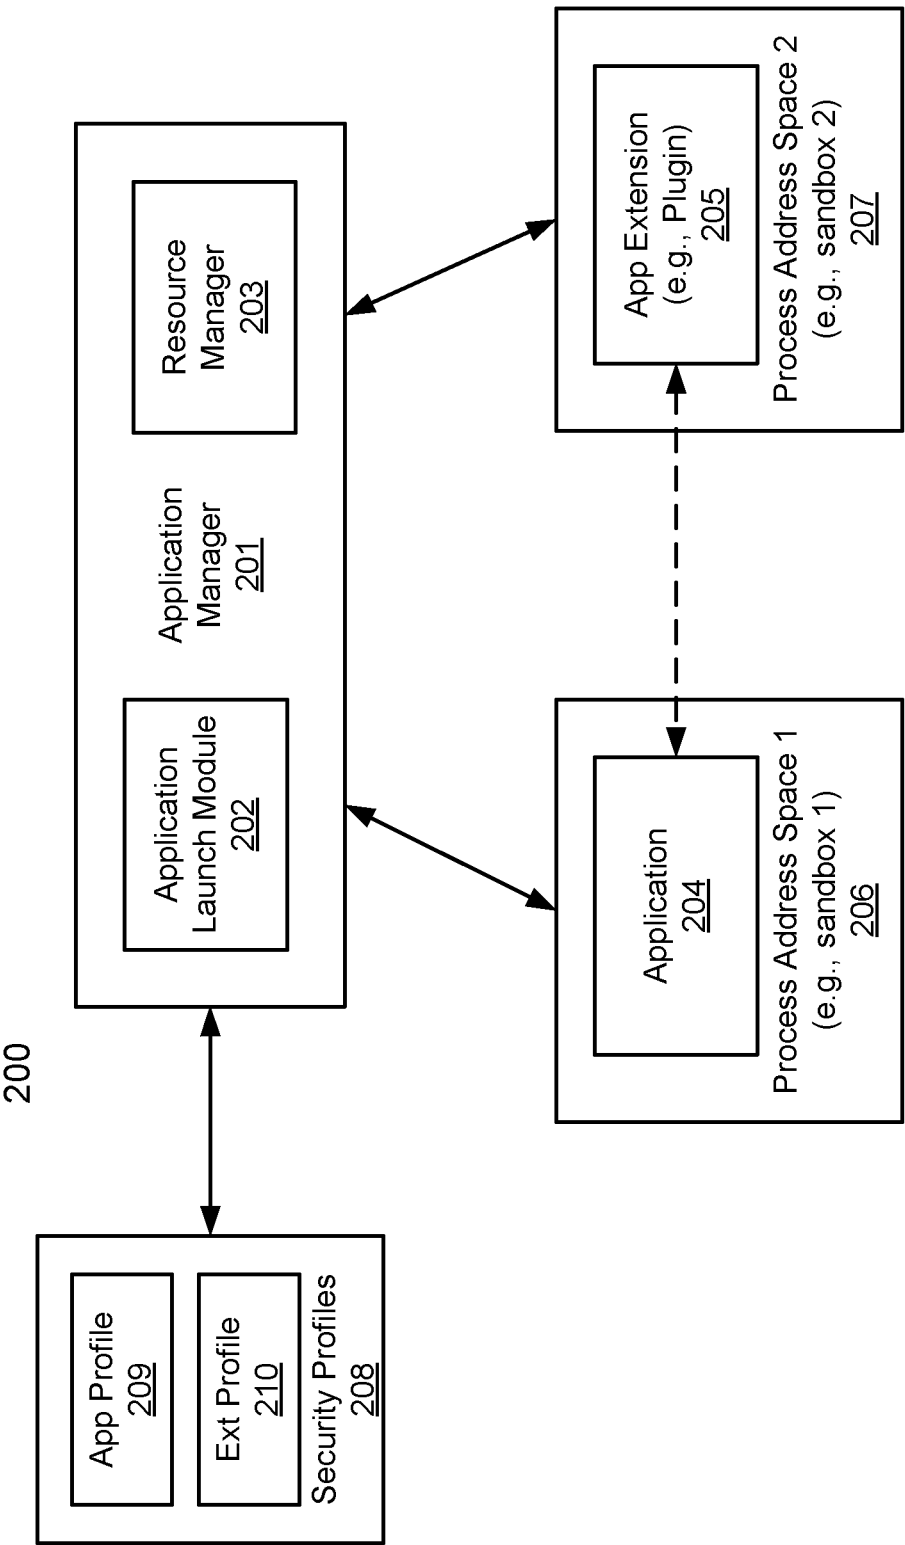 200
App Profile
209
Ext Profile
210
Security Profiles
208
Application
Launch Module
202
Application
Manager
201
Resource
Manager
203
Application
204
Process Address Space 1
(e.g., sandbox 1)
206
App Extension
(e.g., Plugin)
205
Process Address Space 2
(e.g., sandbox 2)
207